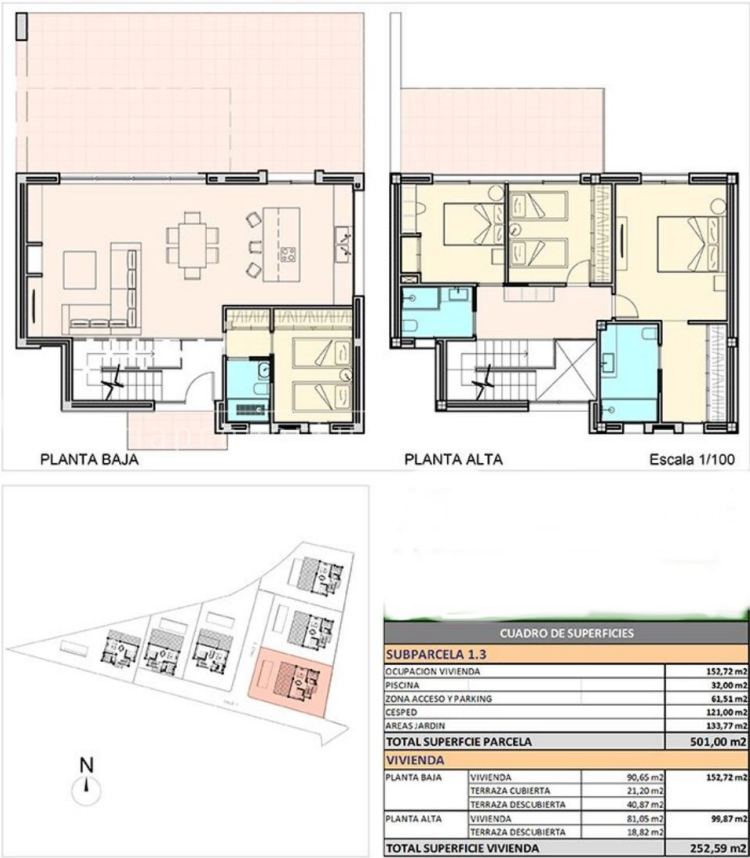 PLANTA BAJA
PLANTA ALTA
Escala 1/100
N
CUADRO DE SUPERFICIES
SUBPARCELA 1.3
OCUPACION VIVIENDA 152,72 m2
PISCINA 32,00 m2
ZONA ACCESO Y PARKING 61,51 m2
CESPED 121,00 m2
AREAS JARDIN 133,77 m2
TOTAL SUPERFCIE PARCELA 501,00 m2
VIVIENDA
PLANTA BAJA VIVIENDA 90,65 m2 152,72 m2
TERRAZA CUBIERTA 21,20 m2
TERRAZA DESCUBIERTA 40,87 m2
PLANTA ALTA VIVIENDA 81,05 m2 99,87 m2
TERRAZA DESCUBIERTA 18,82 m2
TOTAL SUPERFICIE VIVIENDA 252,59 m2